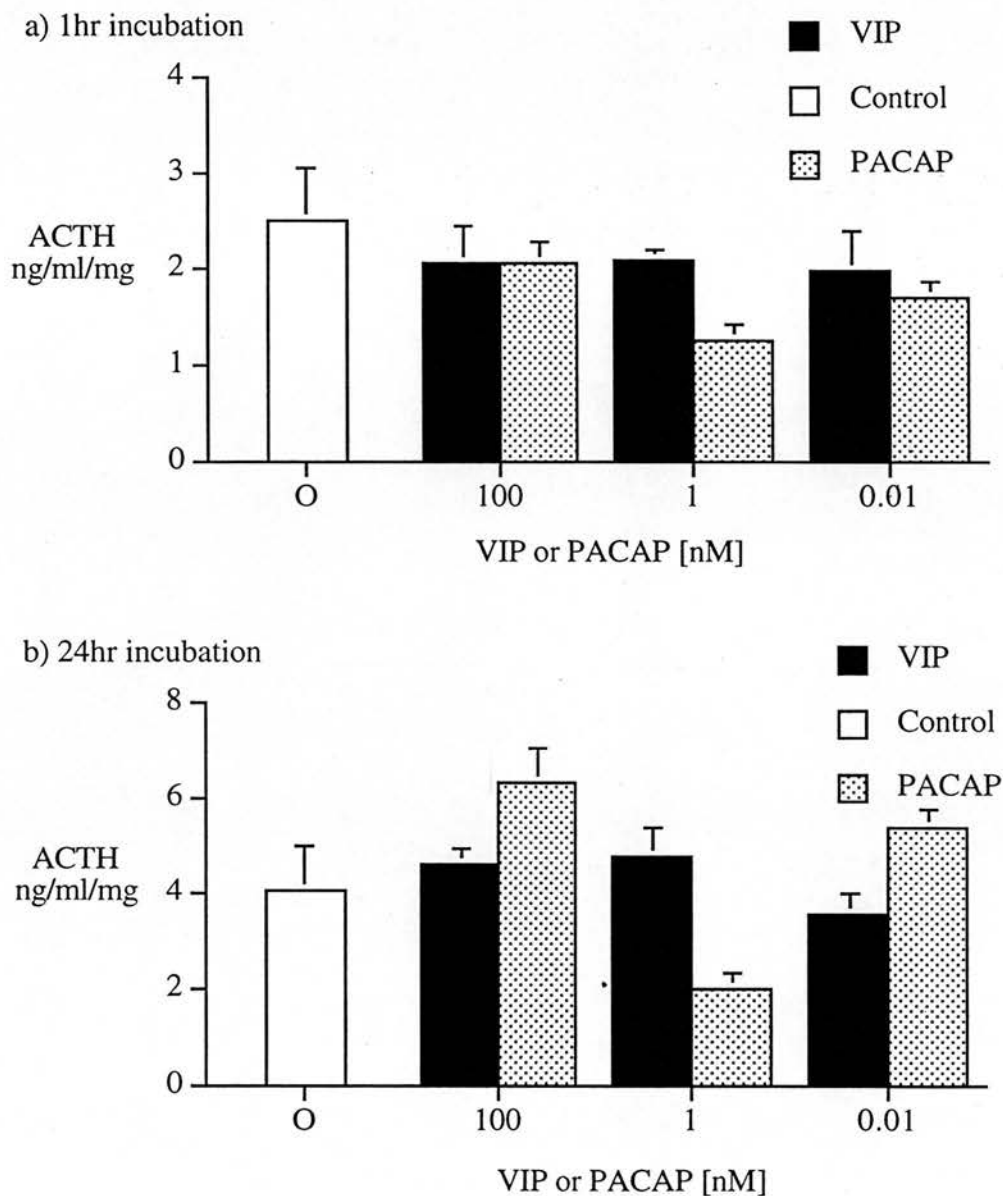 a) 1hr incubation
VIP
Control
PACAP
4
3
2
1
0
ACTH
ng/ml/mg
O
100
1
0.01
VIP or PACAP [nM]
b) 24hr incubation
VIP
Control
PACAP
8
6
4
2
0
ACTH
ng/ml/mg
O
100
1
0.01
VIP or PACAP [nM]